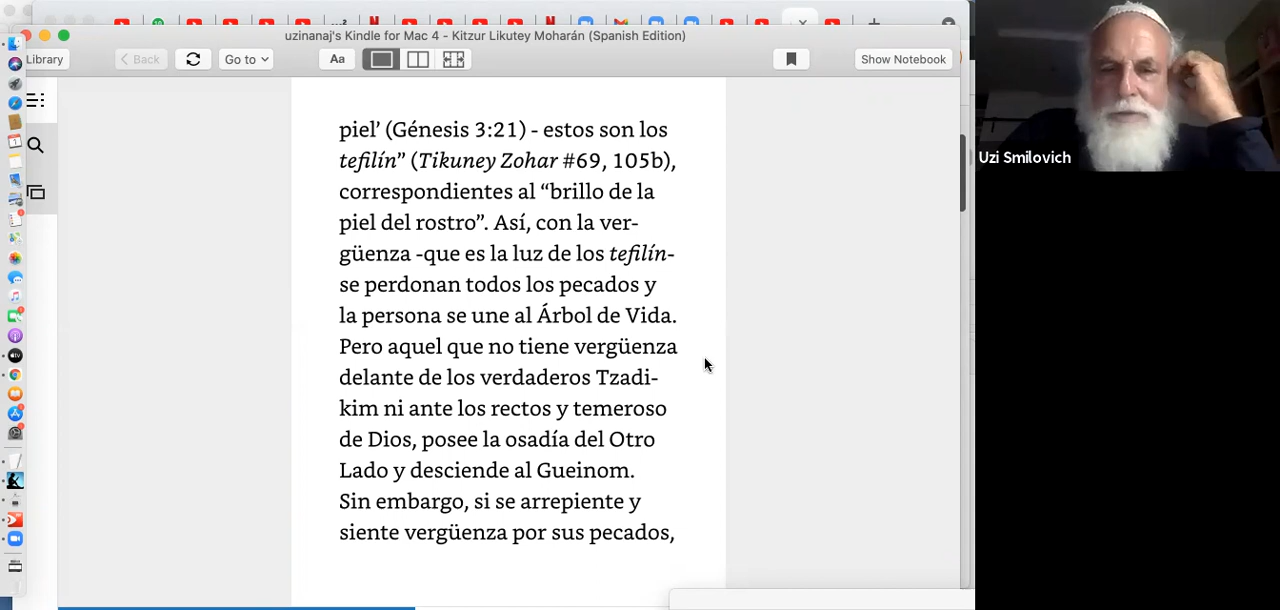 uzinanaj's Kindle for Mac 4 - Kitzur Likutey Moharán (Spanish Edition)
Library
Back
Go to
Aa
Show Notebook
piel’ (Génesis 3:21) - estos son los
tefilín” (Tikuney Zohar #69, 105b),
correspondientes al “brillo de la
piel del rostro”. Así, con la ver-
güenza -que es la luz de los tefilín-
se perdonan todos los pecados y
la persona se une al Árbol de Vida.
Pero aquel que no tiene vergüenza
delante de los verdaderos Tzadi-
kim ni ante los rectos y temeroso
de Dios, posee la osadía del Otro
Lado y desciende al Gueinom.
Sin embargo, si se arrepiente y
siente vergüenza por sus pecados,
Uzi Smilovich